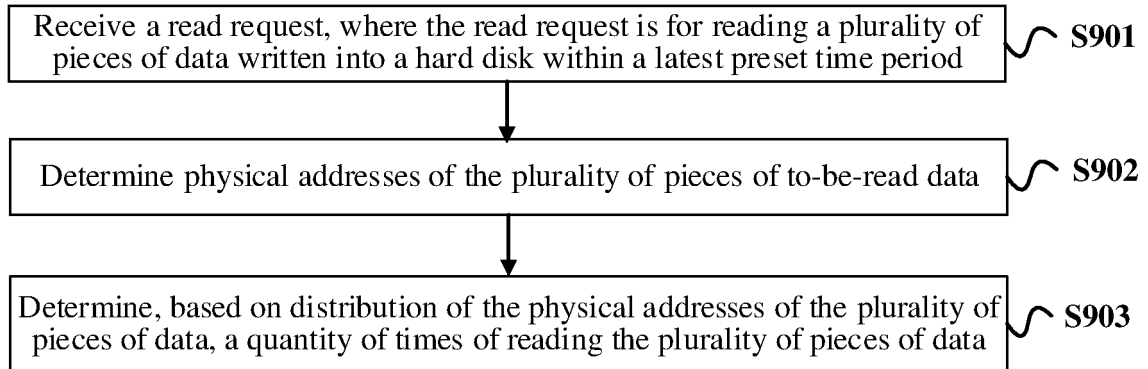 Receive a read request, where the read request is for reading a plurality of
pieces of data written into a hard disk within a latest preset time period
S901
Determine physical addresses of the plurality of pieces of to-be-read data
S902
Determine, based on distribution of the physical addresses of the plurality of
pieces of data, a quantity of times of reading the plurality of pieces of data
S903